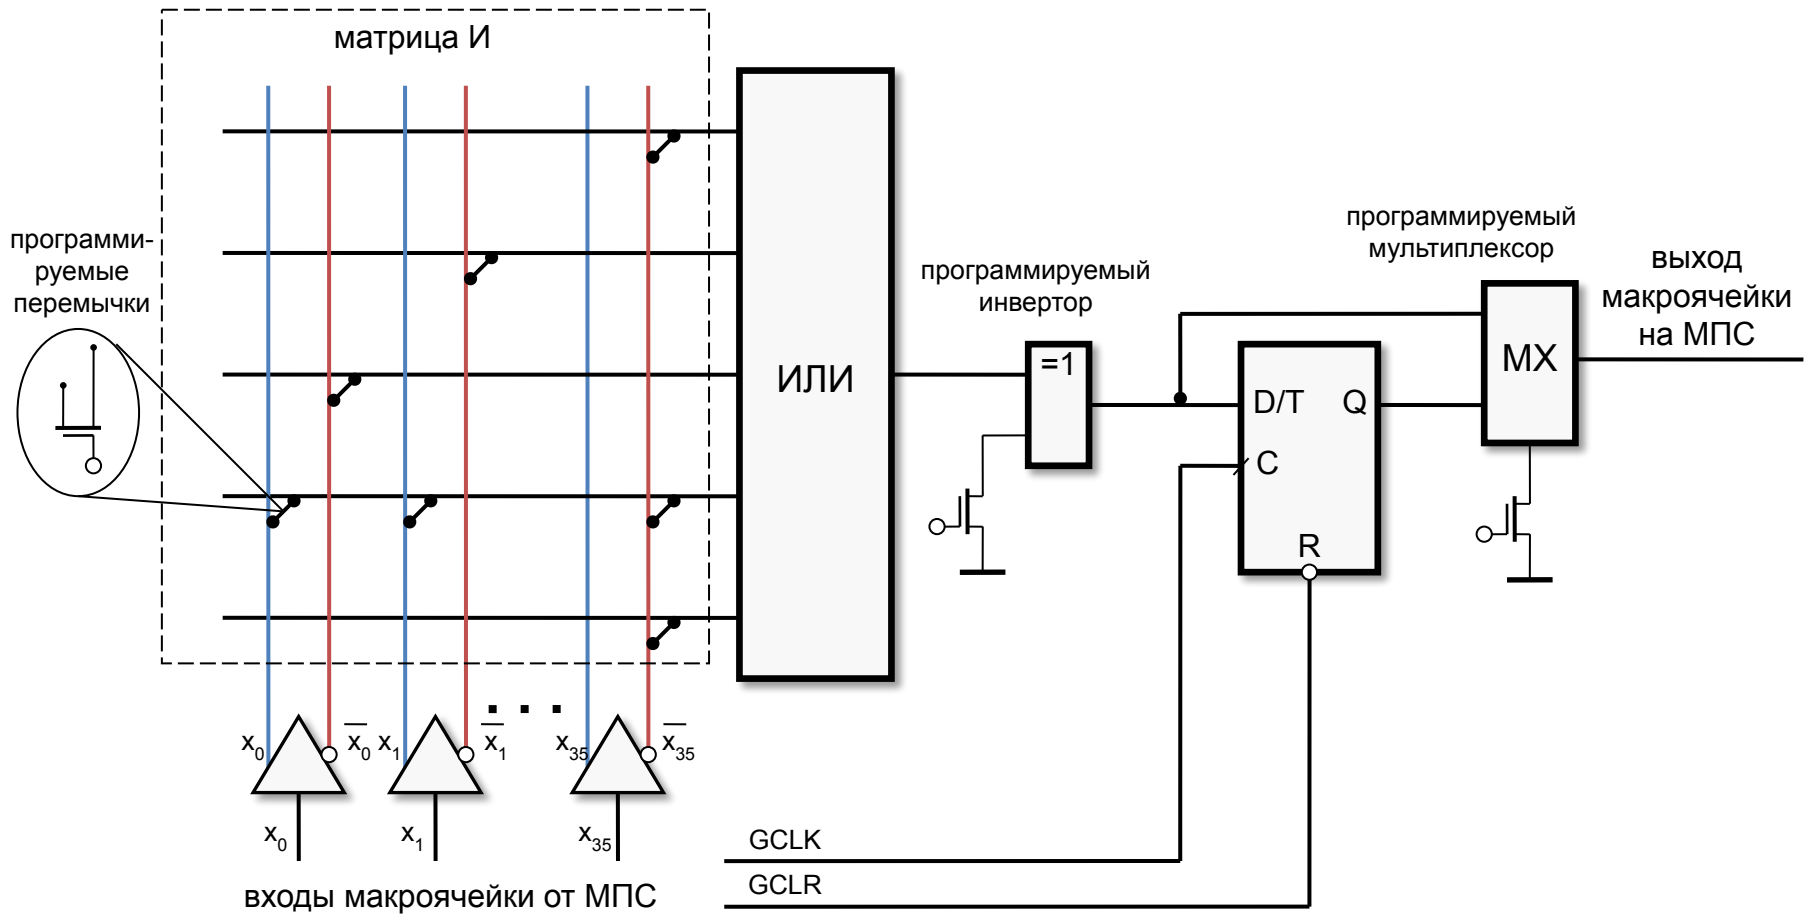 матрица И
программи-
руемые
перемычки
ИЛИ
программируемый
инвертор
=1
программируемый
мультиплексор
выход
макроячейки
на МПС
MX
D/T Q
C
R
x₀ x̅₀ x₁ x̅₁ . . . x₃₅ x̅₃₅
x₀ x₁ x₃₅
входы макроячейки от МПС
GCLK
GCLR